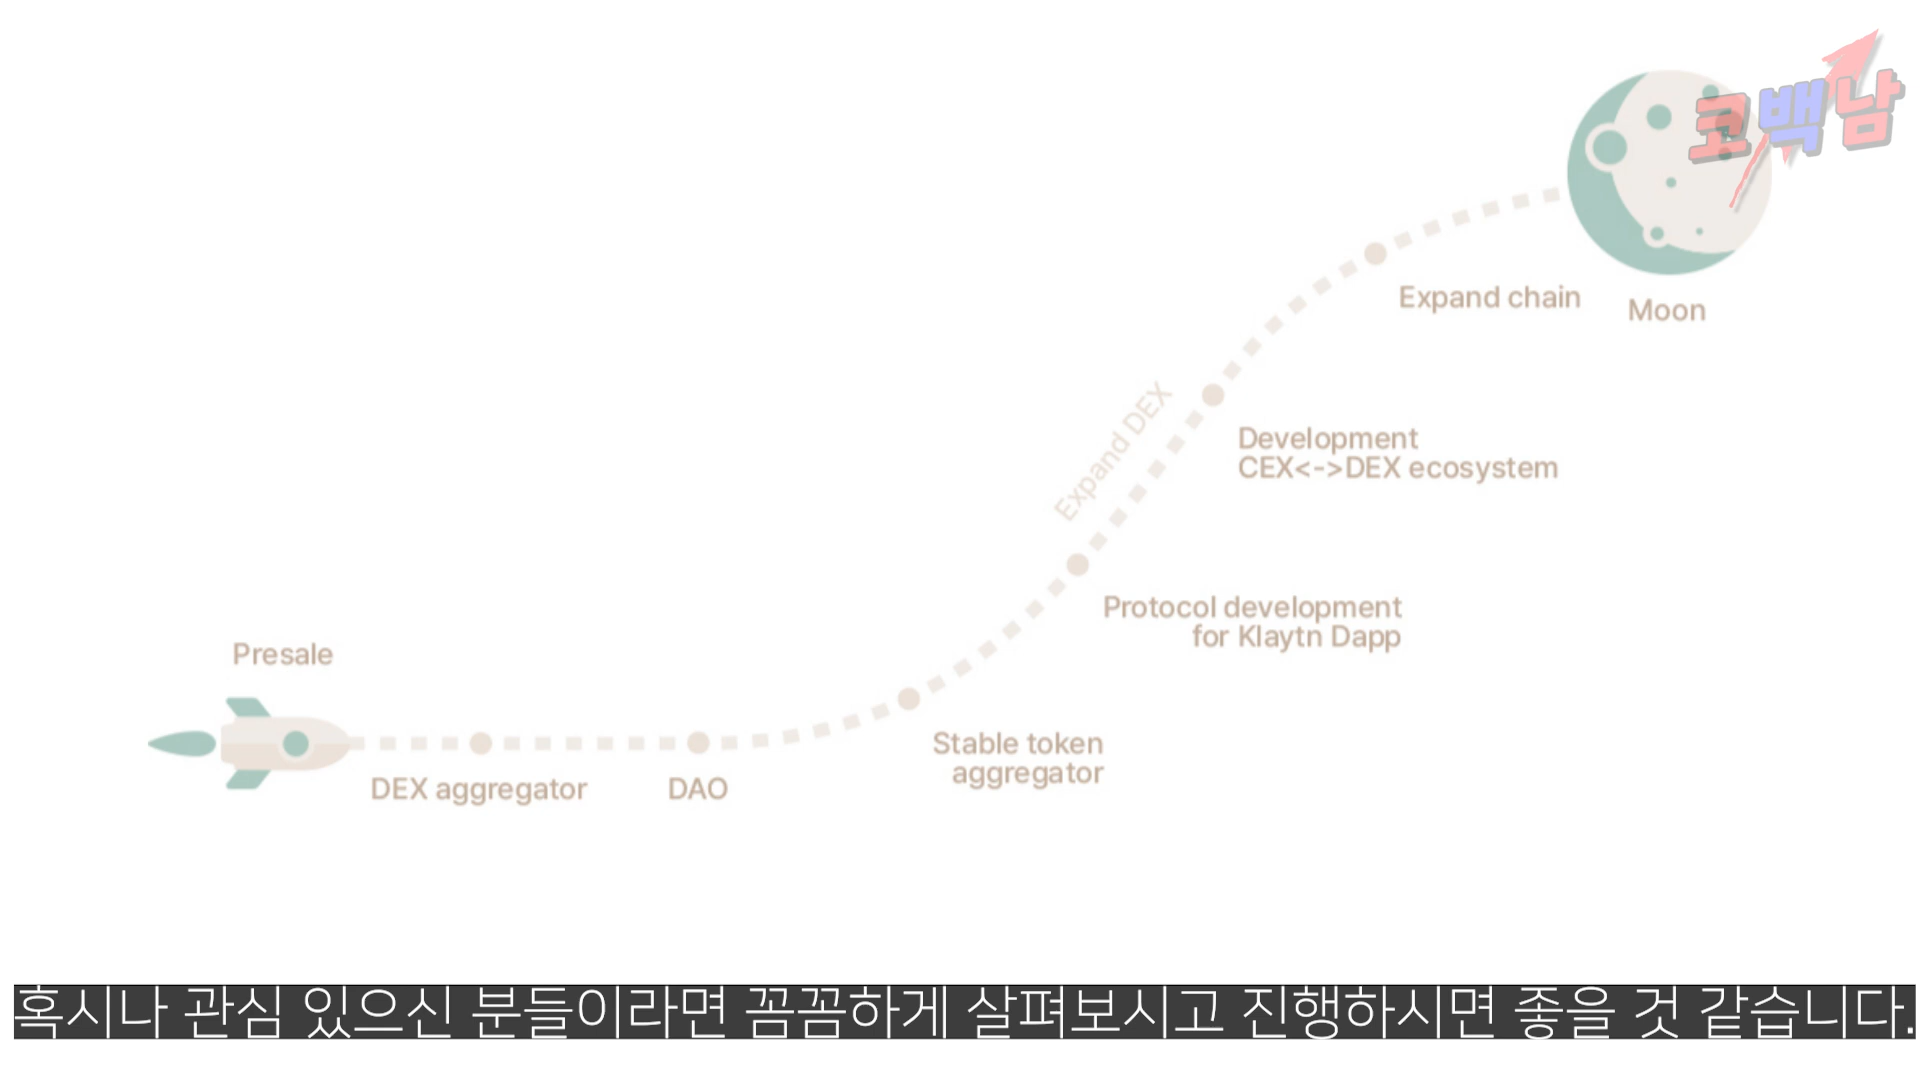 코백남
Expand chain
Moon
Expand DEX
Development
CEX<->DEX ecosystem
Protocol development
for Klaytn Dapp
Presale
Stable token
aggregator
DEX aggregator
DAO
혹시나 관심 있으신 분들이라면 꼼꼼하게 살펴보시고 진행하시면 좋을 것 같습니다.